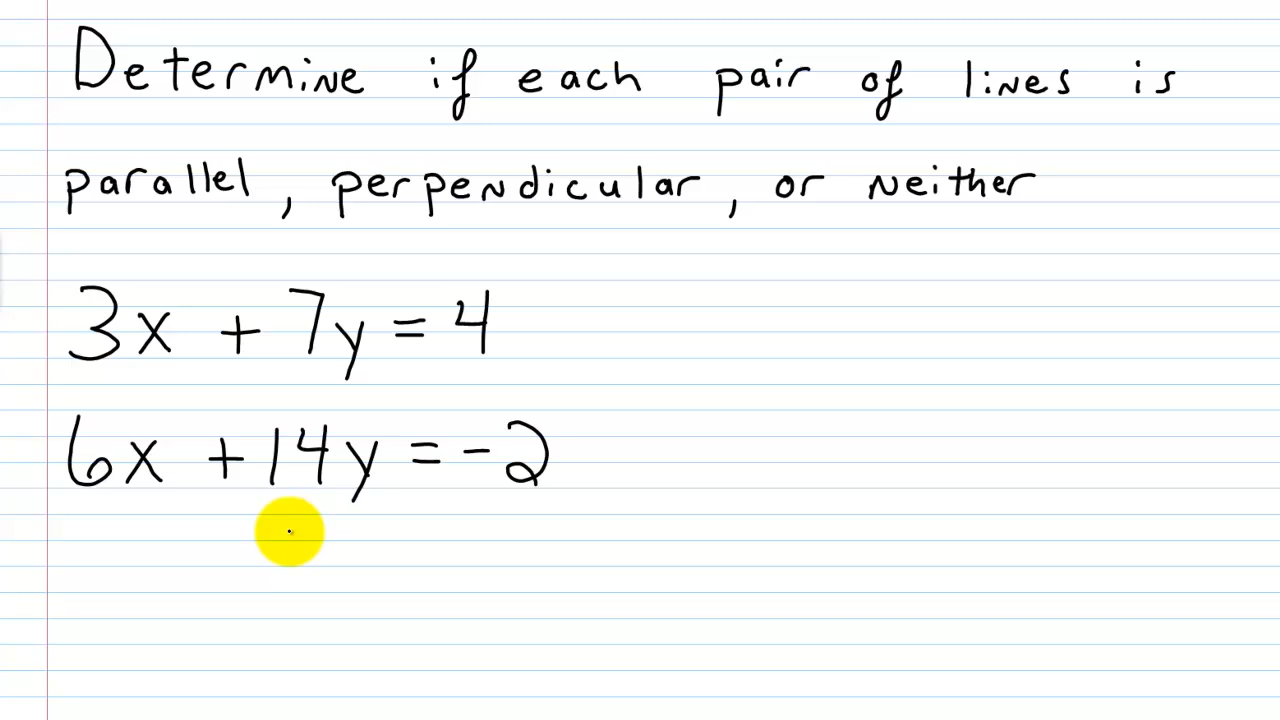 Determine if each pair of lines is
parallel, perpendicular, or neither
3x + 7y = 4
6x + 14y = -2